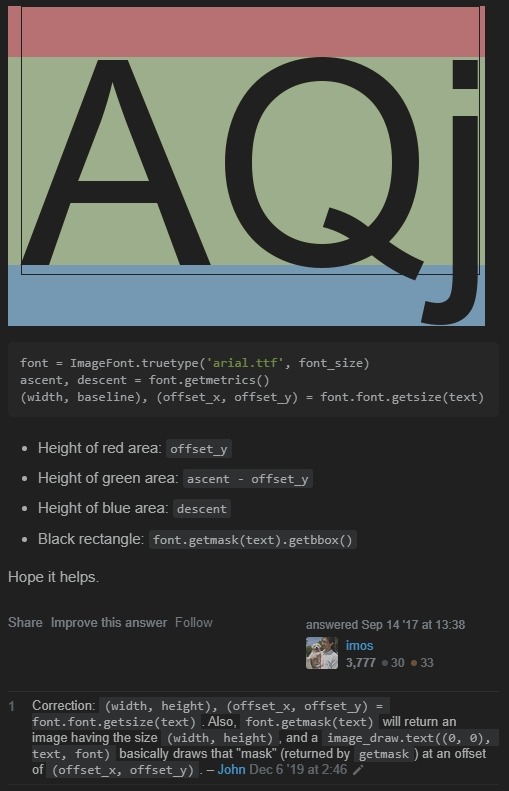 AQj
font = ImageFont.truetype('arial.ttf', font_size)
ascent, descent = font.getmetrics()
(width, baseline), (offset_x, offset_y) = font.font.getsize(text)
• Height of red area: offset_y
• Height of green area: ascent - offset_y
• Height of blue area: descent
• Black rectangle: font.getmask(text).getbbox()
Hope it helps.
Share Improve this answer Follow
answered Sep 14 '17 at 13:38
imos
3,777 ● 30 ● 33
1 Correction: (width, height), (offset_x, offset_y) =
font.font.getsize(text) . Also, font.getmask(text) will return an
image having the size (width, height) , and a image_draw.text((0, 0),
text, font) basically draws that "mask" (returned by getmask ) at an offset
of (offset_x, offset_y) . – John Dec 6 '19 at 2:46